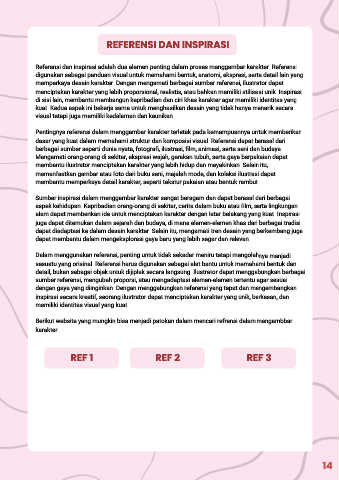 REFERENSI DAN INSPIRASI
Referensi dan inspirasi adalah dua elemen penting dalam proses manggambar karakter. Referensi
digunakan sebagai panduan visual untuk memahami bentuk, anatomi, ekspresi, serta detail lain yang
memperkaya desain karakter. Dengan mengamati berbagai sumber referensi, ilustrator dapat
menciptakan karakter yang lebih proporsional, realistis, atau bahkan memiliki stilisasi unik. Inspirasi
di sisi lain, membantu membangun kepribadian dan ciri khas karakter agar memiliki identitas yang
kuat. Kedua aspek ini bekerja sama untuk menghasilkan desain yang tidak hanya menarik secara
visual tetapi juga memiliki kedalaman dan keunikan
Pentingnya referensi dalam menggambar karakter terletak pada kemampuannya untuk memberikan
dasar yang kuat dalam memahami struktur dan komposisi visual. Referensi dapat berasal dari
berbagai sumber seperti dunia nyata, fotografi, ilustrasi, film, animasi, serta seni dan budaya.
Mengamati orang-orang di sekitar, ekspresi wajah, gerakan tubuh, serta gaya berpakaian dapat
membantu ilustrator menciptakan karakter yang lebih hidup dan meyakinkan. Selain itu,
memanfaatkan gambar atau foto dari buku seni, majalah mode, dan koleksi ilustrasi dapat
membantu memperkaya detail karakter, seperti tekstur pakaian atau bentuk rambut
Sumber inspirasi dalam menggambar karakter sangat beragam dan dapat berasal dari berbagai
aspek kehidupan. Kepribadian orang-orang di sekitar, cerita dalam buku atau film, serta lingkungan
alam dapat memberikan ide untuk menciptakan karakter dengan latar belakang yang kuat. Inspirasi
juga dapat ditemukan dalam sejarah dan budaya, di mana elemen-elemen khas dari berbagai tradisi
dapat diadaptasi ke dalam desain karakter. Selain itu, mengamati tren desain yang berkembang juga
dapat membantu dalam mengeksplorasi gaya baru yang lebih segar dan relevan.
Dalam menggunakan referensi, penting untuk tidak sekadar meniru tetapi mengolahnya menjadi
sesuatu yang orisinal. Referensi harus digunakan sebagai alat bantu untuk memahami bentuk dan
detail, bukan sebagai objek untuk dijiplak secara langsung. Ilustrator dapat menggabungkan berbagai
sumber referensi, mengubah proporsi, atau mengadaptasi elemen-elemen tertentu agar sesuai
dengan gaya yang diinginkan. Dengan menggabungkan referensi yang tepat dan mengembangkan
inspirasi secara kreatif, seorang ilustrator dapat menciptakan karakter yang unik, berkesan, dan
memiliki identitas visual yang kuat
Berikut website yang mungkin bisa menjadi patokan dalam mencari refrensi dalam mengambbar
karakter
REF 1
REF 2
REF 3
14